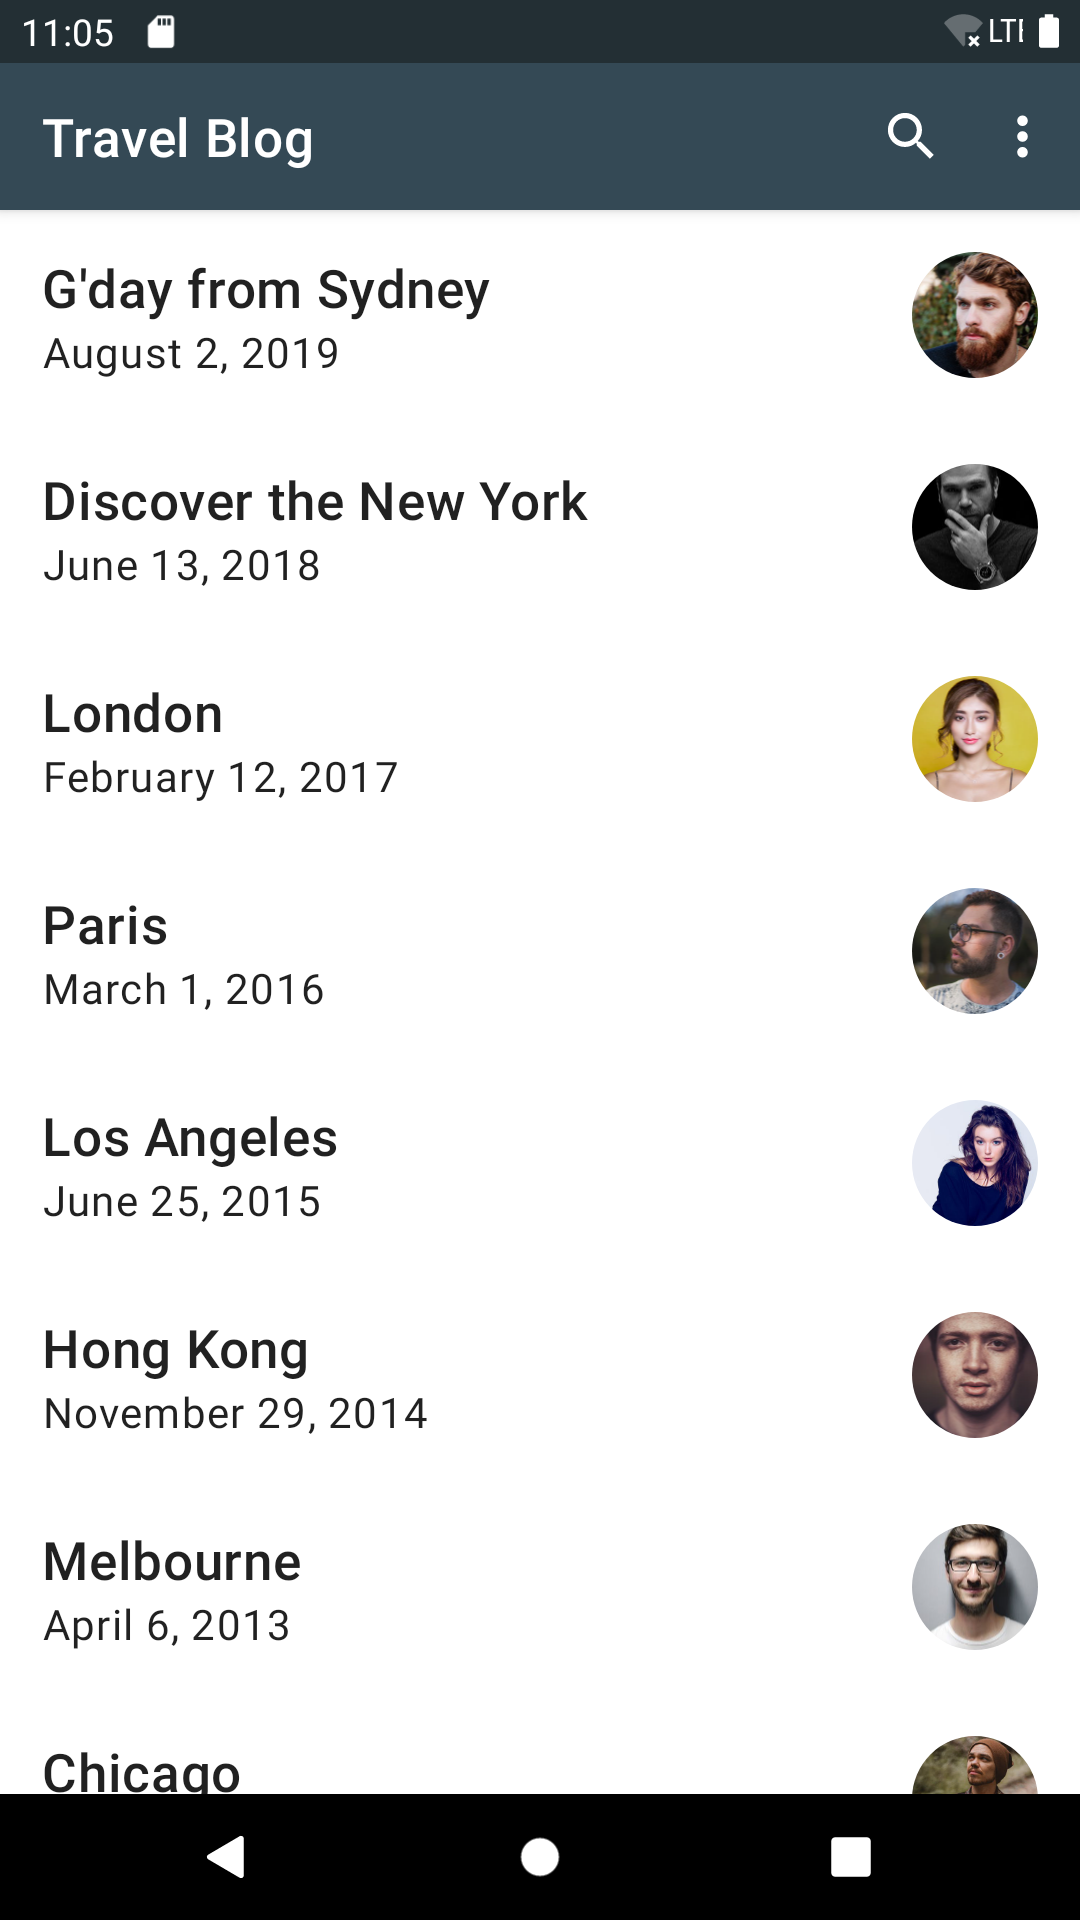 11:05
LTE
Travel Blog
G'day from Sydney
August 2, 2019
Discover the New York
June 13, 2018
London
February 12, 2017
Paris
March 1, 2016
Los Angeles
June 25, 2015
Hong Kong
November 29, 2014
Melbourne
April 6, 2013
Chicago